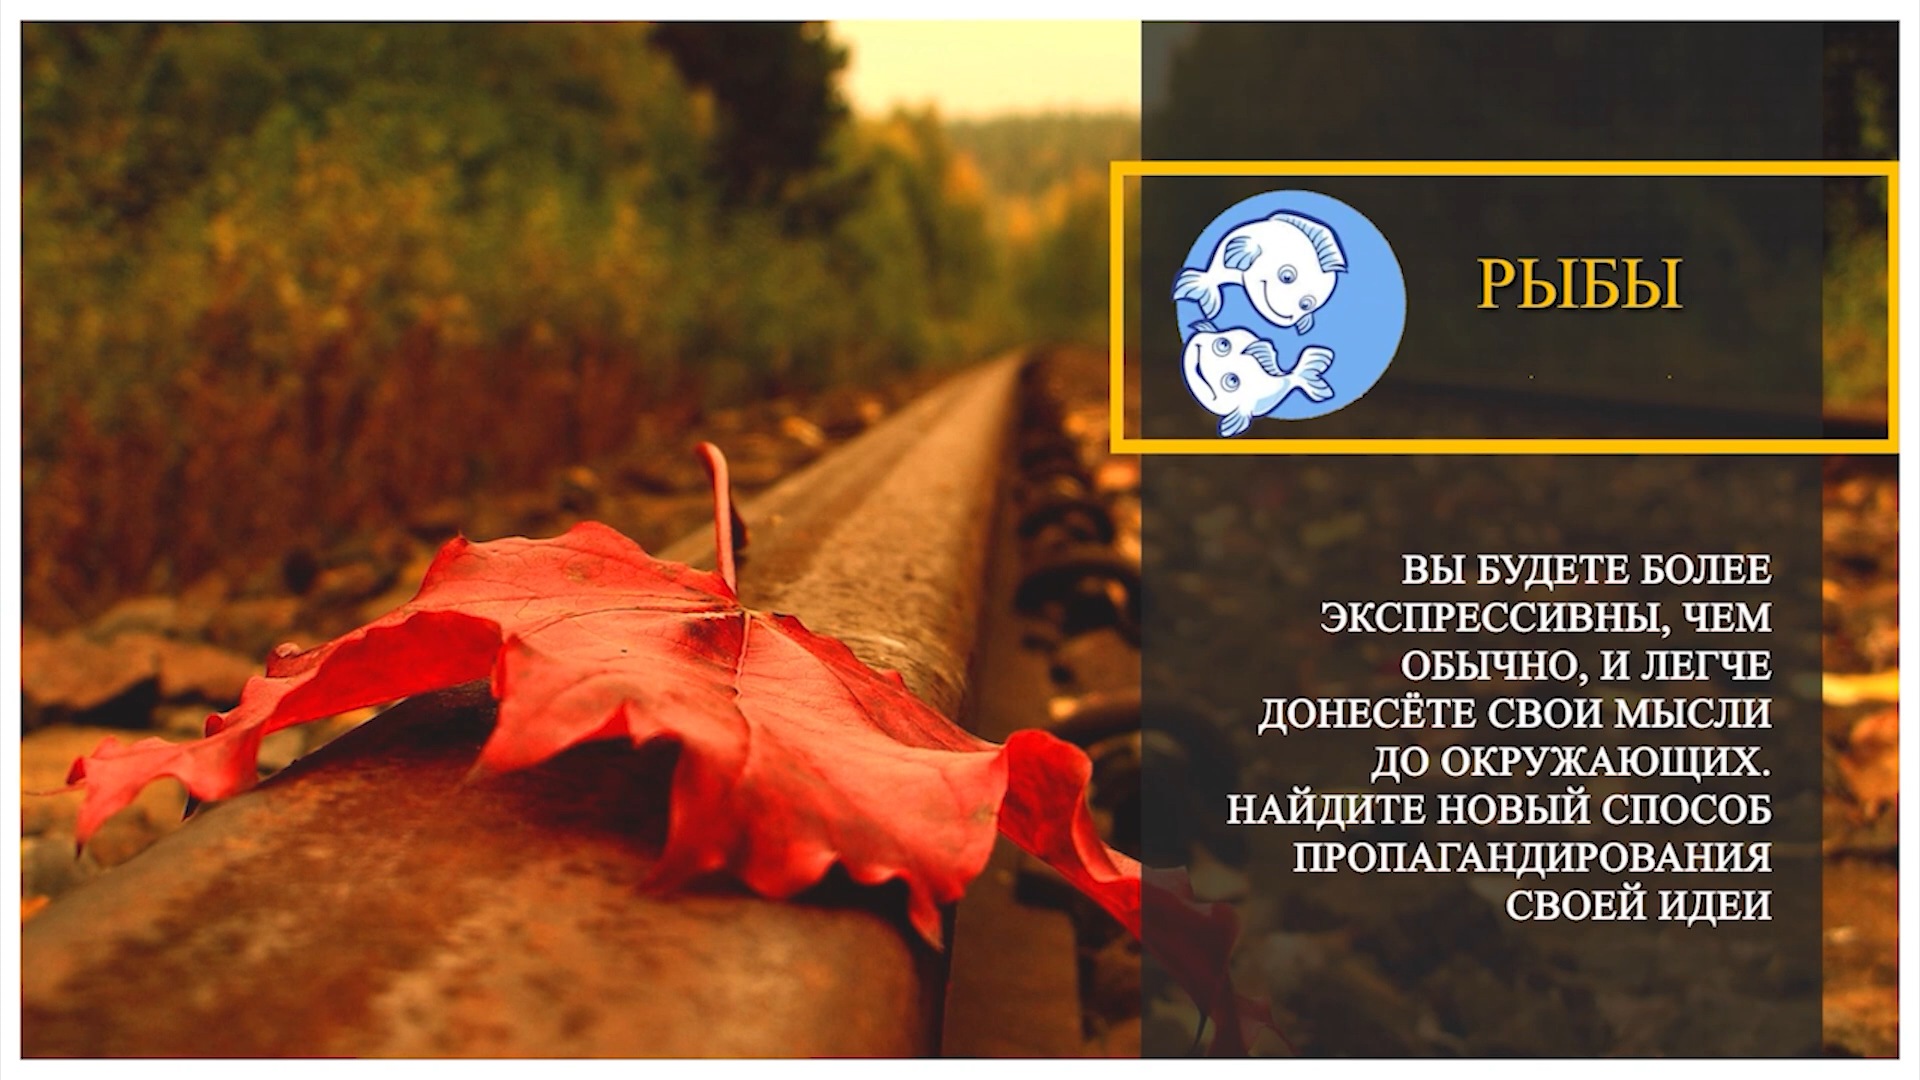 РЫБЫ
ВЫ БУДЕТЕ БОЛЕЕ
ЭКСПРЕССИВНЫ, ЧЕМ
ОБЫЧНО, И ЛЕГЧЕ
ДОНЕСЁТЕ СВОИ МЫСЛИ
ДО ОКРУЖАЮЩИХ.
НАЙДИТЕ НОВЫЙ СПОСОБ
ПРОПАГАНДИРОВАНИЯ
СВОЕЙ ИДЕИ